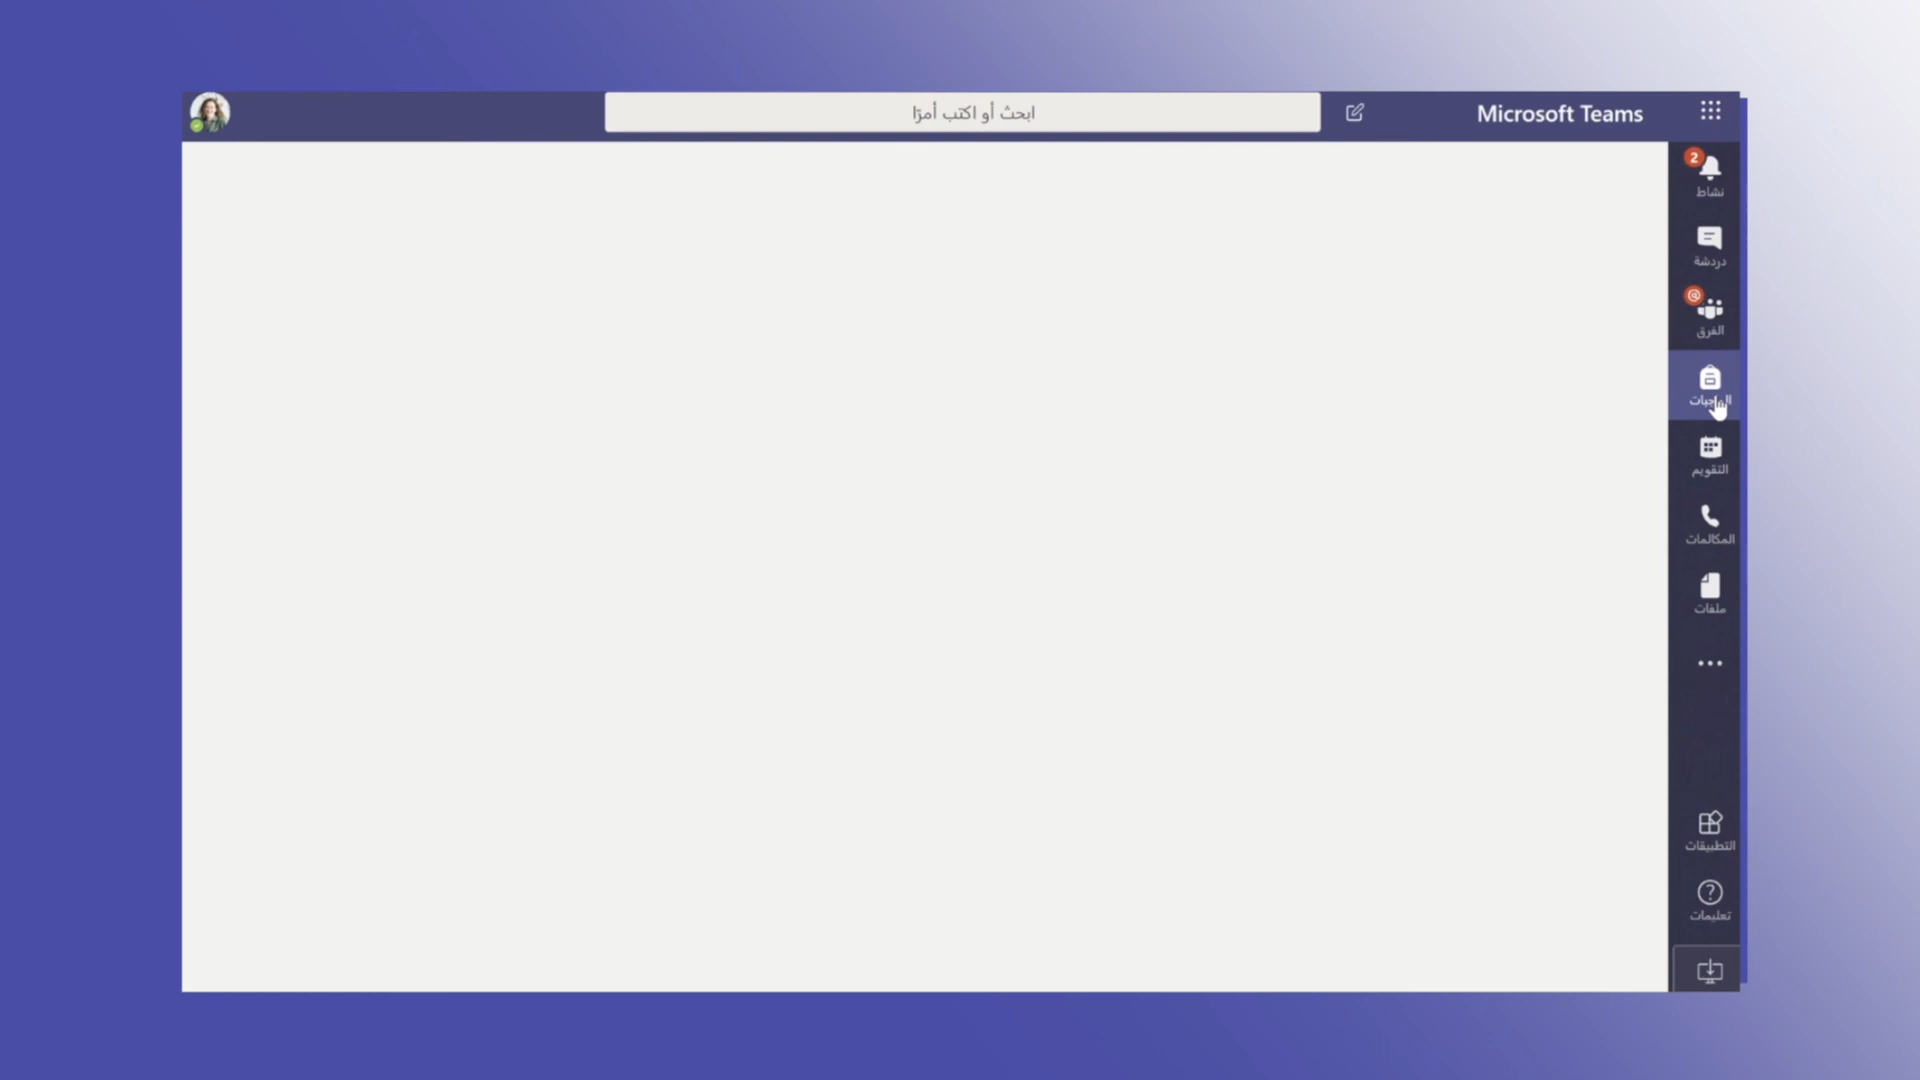 Microsoft Teams
ابحث أو اكتب أمرًا
2
نشاط
دردشة
@
الفرق
التقويم
المكالمات
ملفات
التطبيقات
تعليمات